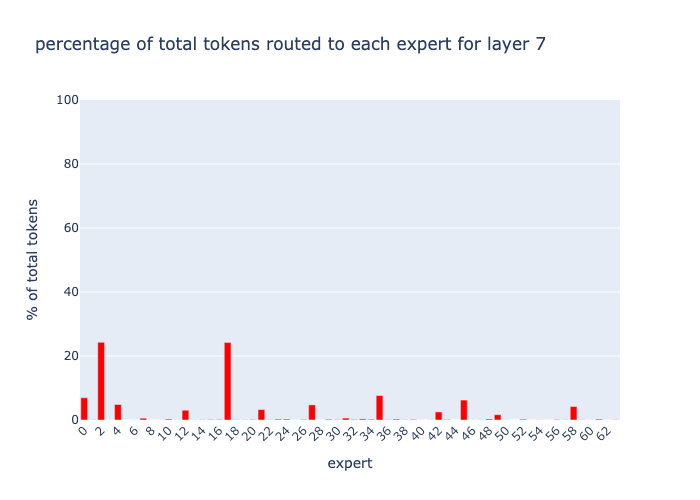 percentage of total tokens routed to each expert for layer 7
100
80
60
40
20
0
% of total tokens
0 2 4 6 8 10 12 14 16 18 20 22 24 26 28 30 32 34 36 38 40 42 44 46 48 50 52 54 56 58 60 62
expert